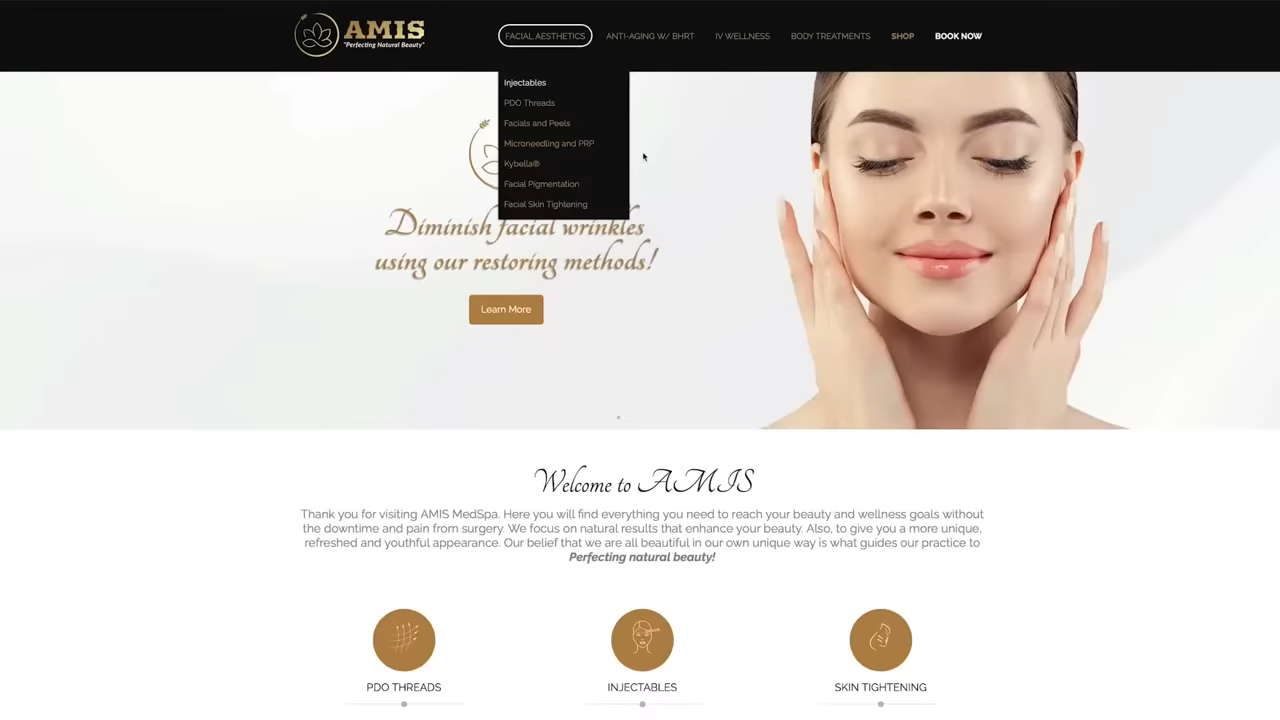 AMIS
"Perfecting Natural Beauty"
FACIAL AESTHETICS
ANTI-AGING W/ BHRT
IV WELLNESS
BODY TREATMENTS
SHOP
BOOK NOW
Injectables
PDO Threads
Facials and Peels
Microneedling and PRP
Kybella®
Facial Pigmentation
Facial Skin Tightening
Diminish facial wrinkles
using our restoring methods!
Learn More
Welcome to AMIS
Thank you for visiting AMIS MedSpa. Here you will find everything you need to reach your beauty and wellness goals without
the downtime and pain from surgery. We focus on natural results that enhance your beauty. Also, to give you a more unique,
refreshed and youthful appearance. Our belief that we are all beautiful in our own unique way is what guides our practice to
Perfecting natural beauty!
PDO THREADS
INJECTABLES
SKIN TIGHTENING